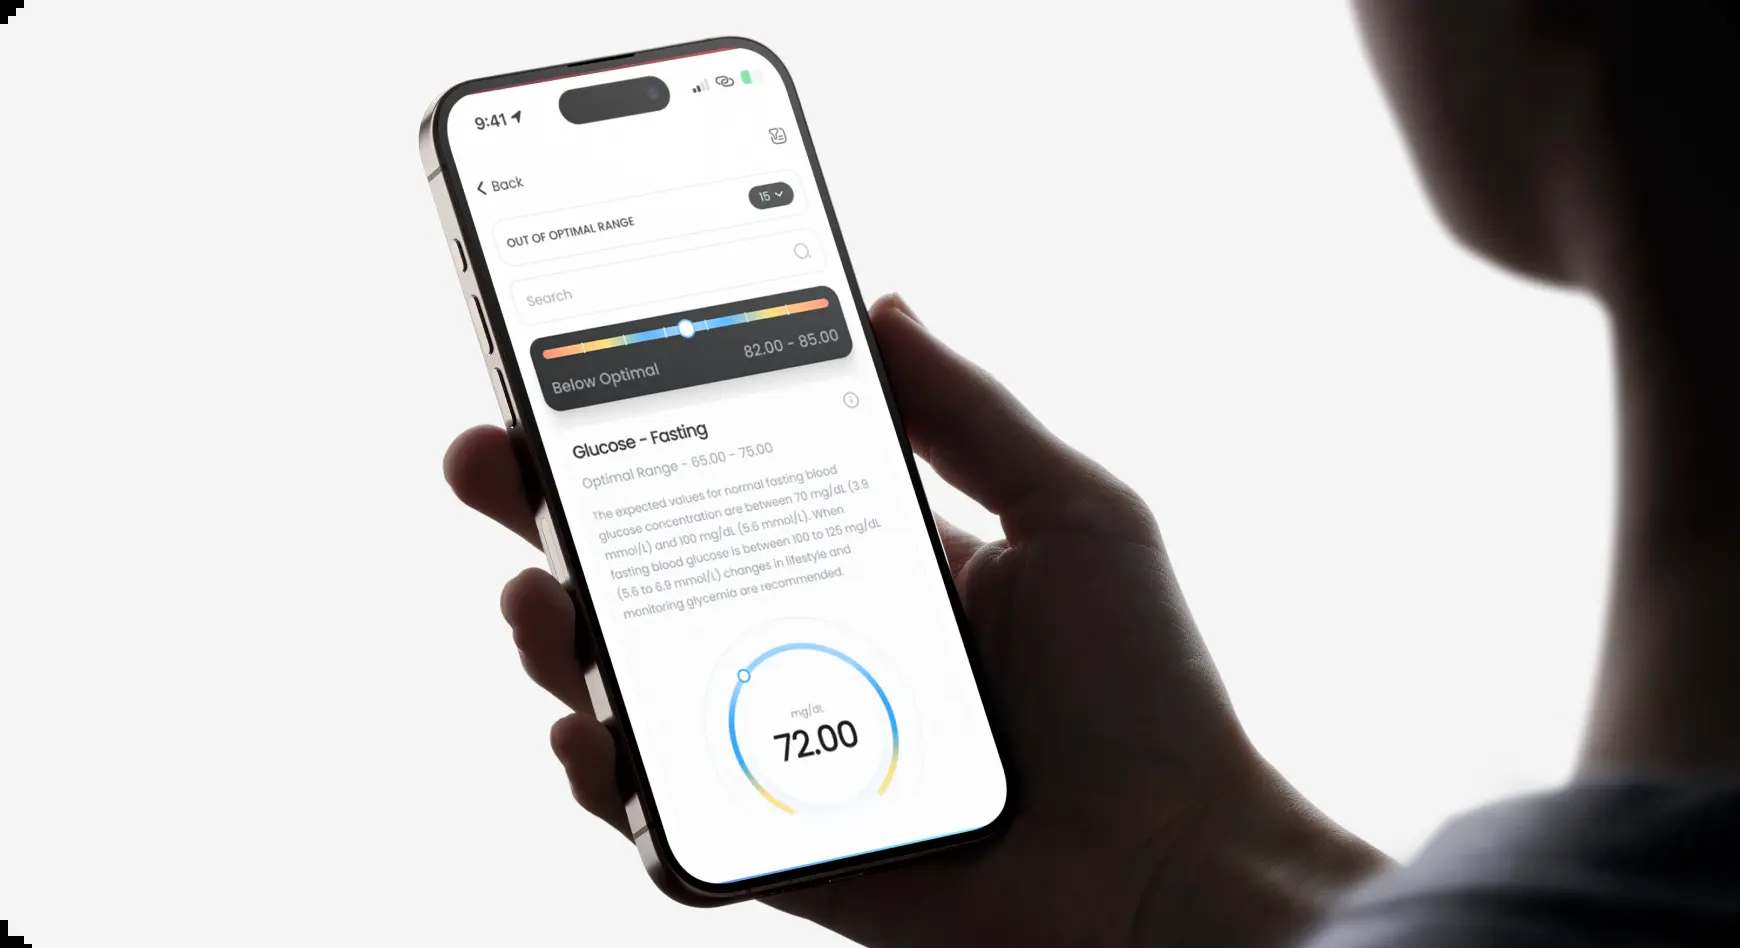 9:41
Back
OUT OF OPTIMAL RANGE
15
Search
Below Optimal
82.00 - 85.00
Glucose - Fasting
Optimal Range - 65.00 - 75.00
The expected values for normal fasting blood
glucose concentration are between 70 mg/dL (3.9
mmol/L) and 100 mg/dL (5.6 mmol/L). When
fasting blood glucose is between 100 to 125 mg/dL
(5.6 to 6.9 mmol/L) changes in lifestyle and
monitoring glycemia are recommended.
mg/dL
72.00